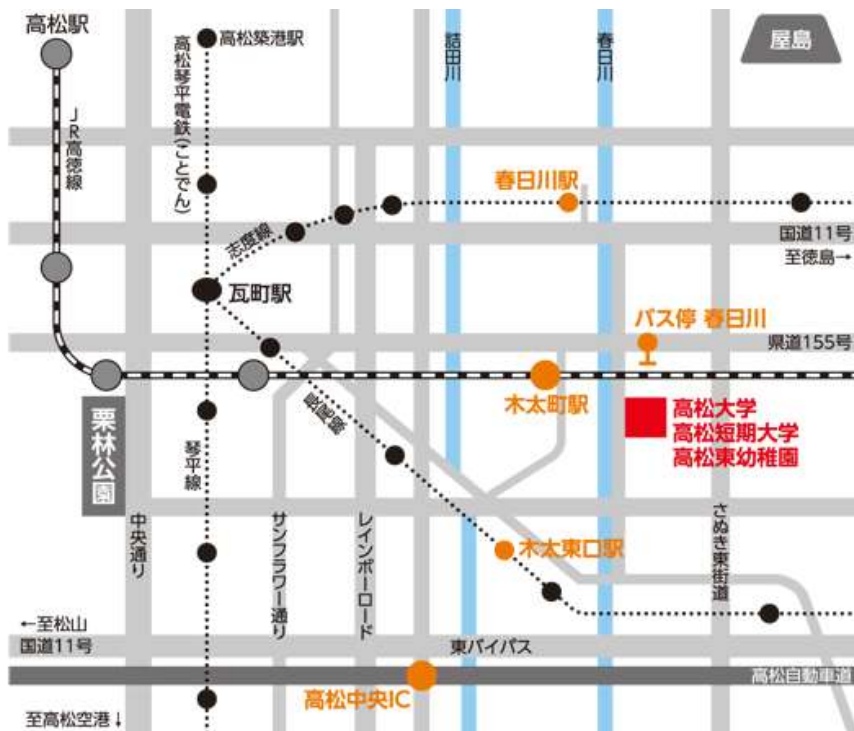 高松駅
高松築港駅
高松琴平電鉄(ことでん)
JR高徳線
詰田川
春日川
屋島
春日川駅
志度線
国道11号
至徳島→
瓦町駅
バス停 春日川
県道155号
木太町駅
長尾線
栗林公園
高松大学
高松短期大学
高松東幼稚園
琴平線
中央通り
サンフラワー通り
レインボーロード
木太東口駅
さぬき東街道
←至松山
国道11号
東バイパス
高松自動車道
高松中央IC
至高松空港↓